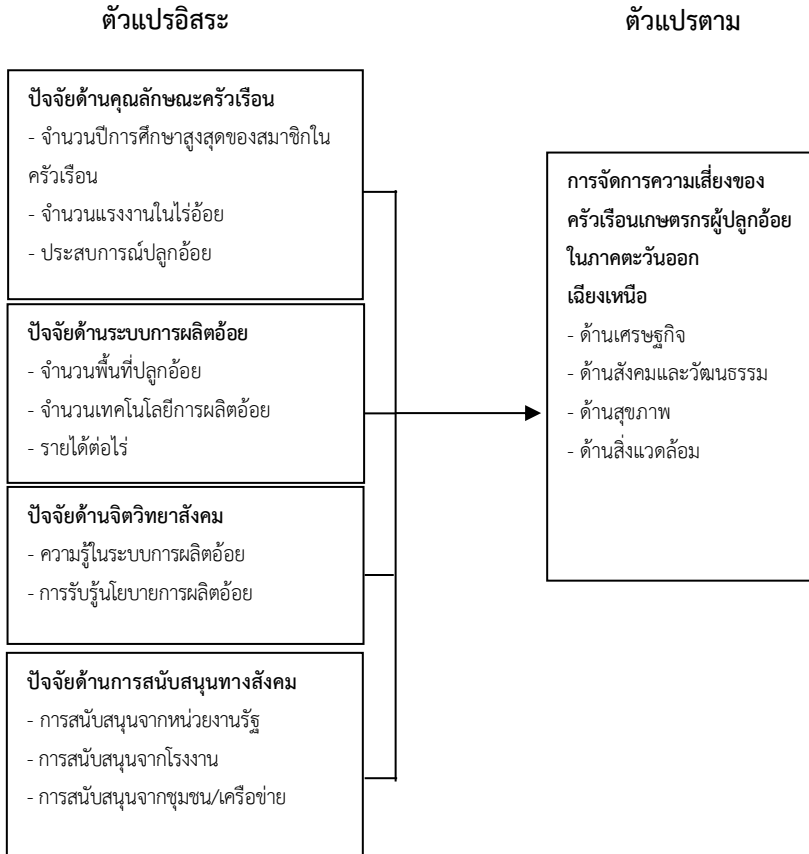 ตัวแปรอิสระ
ปัจจัยด้านคุณลักษณะครัวเรือน
- จำนวนปีการศึกษาสูงสุดของสมาชิกใน
ครัวเรือน
- จำนวนแรงงานในไร่อ้อย
- ประสบการณ์ปลูกอ้อย
ปัจจัยด้านระบบการผลิตอ้อย
- จำนวนพื้นที่ปลูกอ้อย
- จำนวนเทคโนโลยีการผลิตอ้อย
- รายได้ต่อไร่
ปัจจัยด้านจิตวิทยาสังคม
- ความรู้ในระบบการผลิตอ้อย
- การรับรู้นโยบายการผลิตอ้อย
ปัจจัยด้านการสนับสนุนทางสังคม
- การสนับสนุนจากหน่วยงานรัฐ
- การสนับสนุนจากโรงงาน
- การสนับสนุนจากชุมชน/เครือข่าย
ตัวแปรตาม
การจัดการความเสี่ยงของ
ครัวเรือนเกษตรกรผู้ปลูกอ้อย
ในภาคตะวันออก
เฉียงเหนือ
- ด้านเศรษฐกิจ
- ด้านสังคมและวัฒนธรรม
- ด้านสุขภาพ
- ด้านสิ่งแวดล้อม